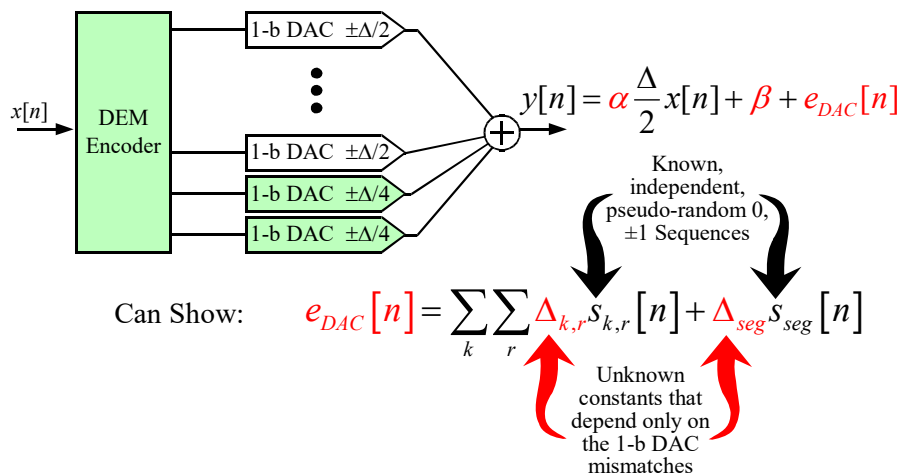 1-b DAC ±Δ/2
x[n]
DEM
Encoder
y[n] = α Δ/2 x[n] + β + e_DAC[n]
1-b DAC ±Δ/2
1-b DAC ±Δ/4
1-b DAC ±Δ/4
Known,
independent,
pseudo-random 0,
±1 Sequences
Can Show: e_DAC[n] = ∑_k ∑_r Δ_k,r s_k,r[n] + Δ_seg s_seg[n]
Unknown
constants that
depend only on
the 1-b DAC
mismatches